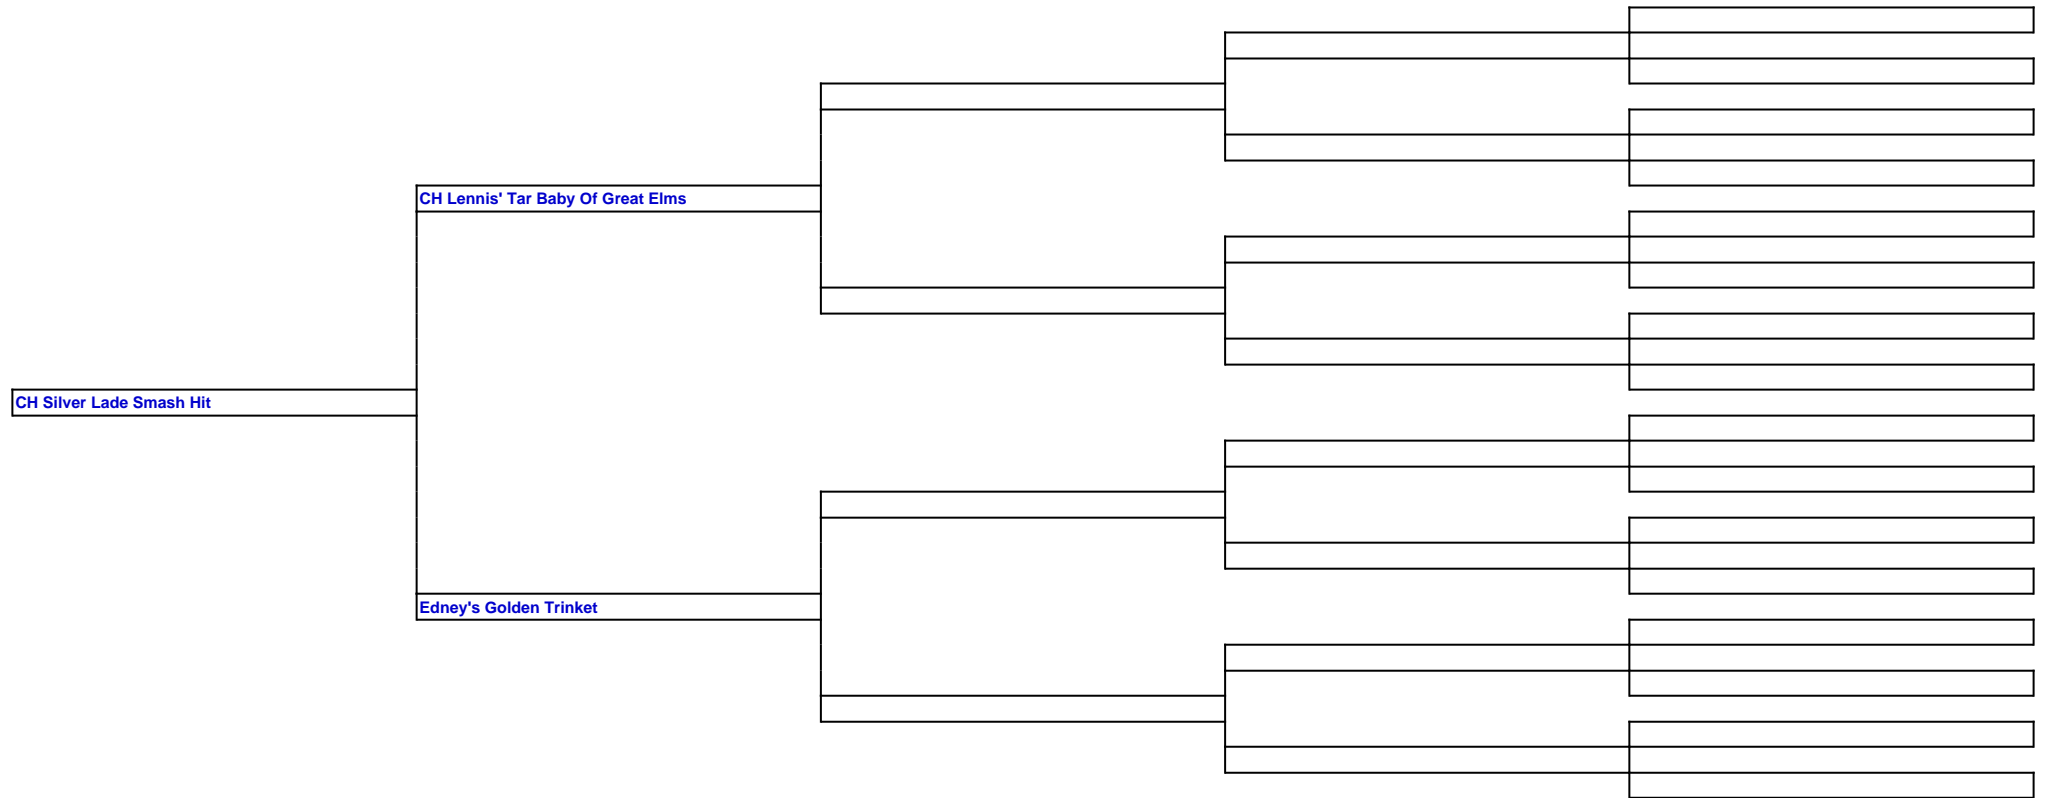 CH Lennis' Tar Baby Of Great Elms
CH Silver Lade Smash Hit
Edney's Golden Trinket